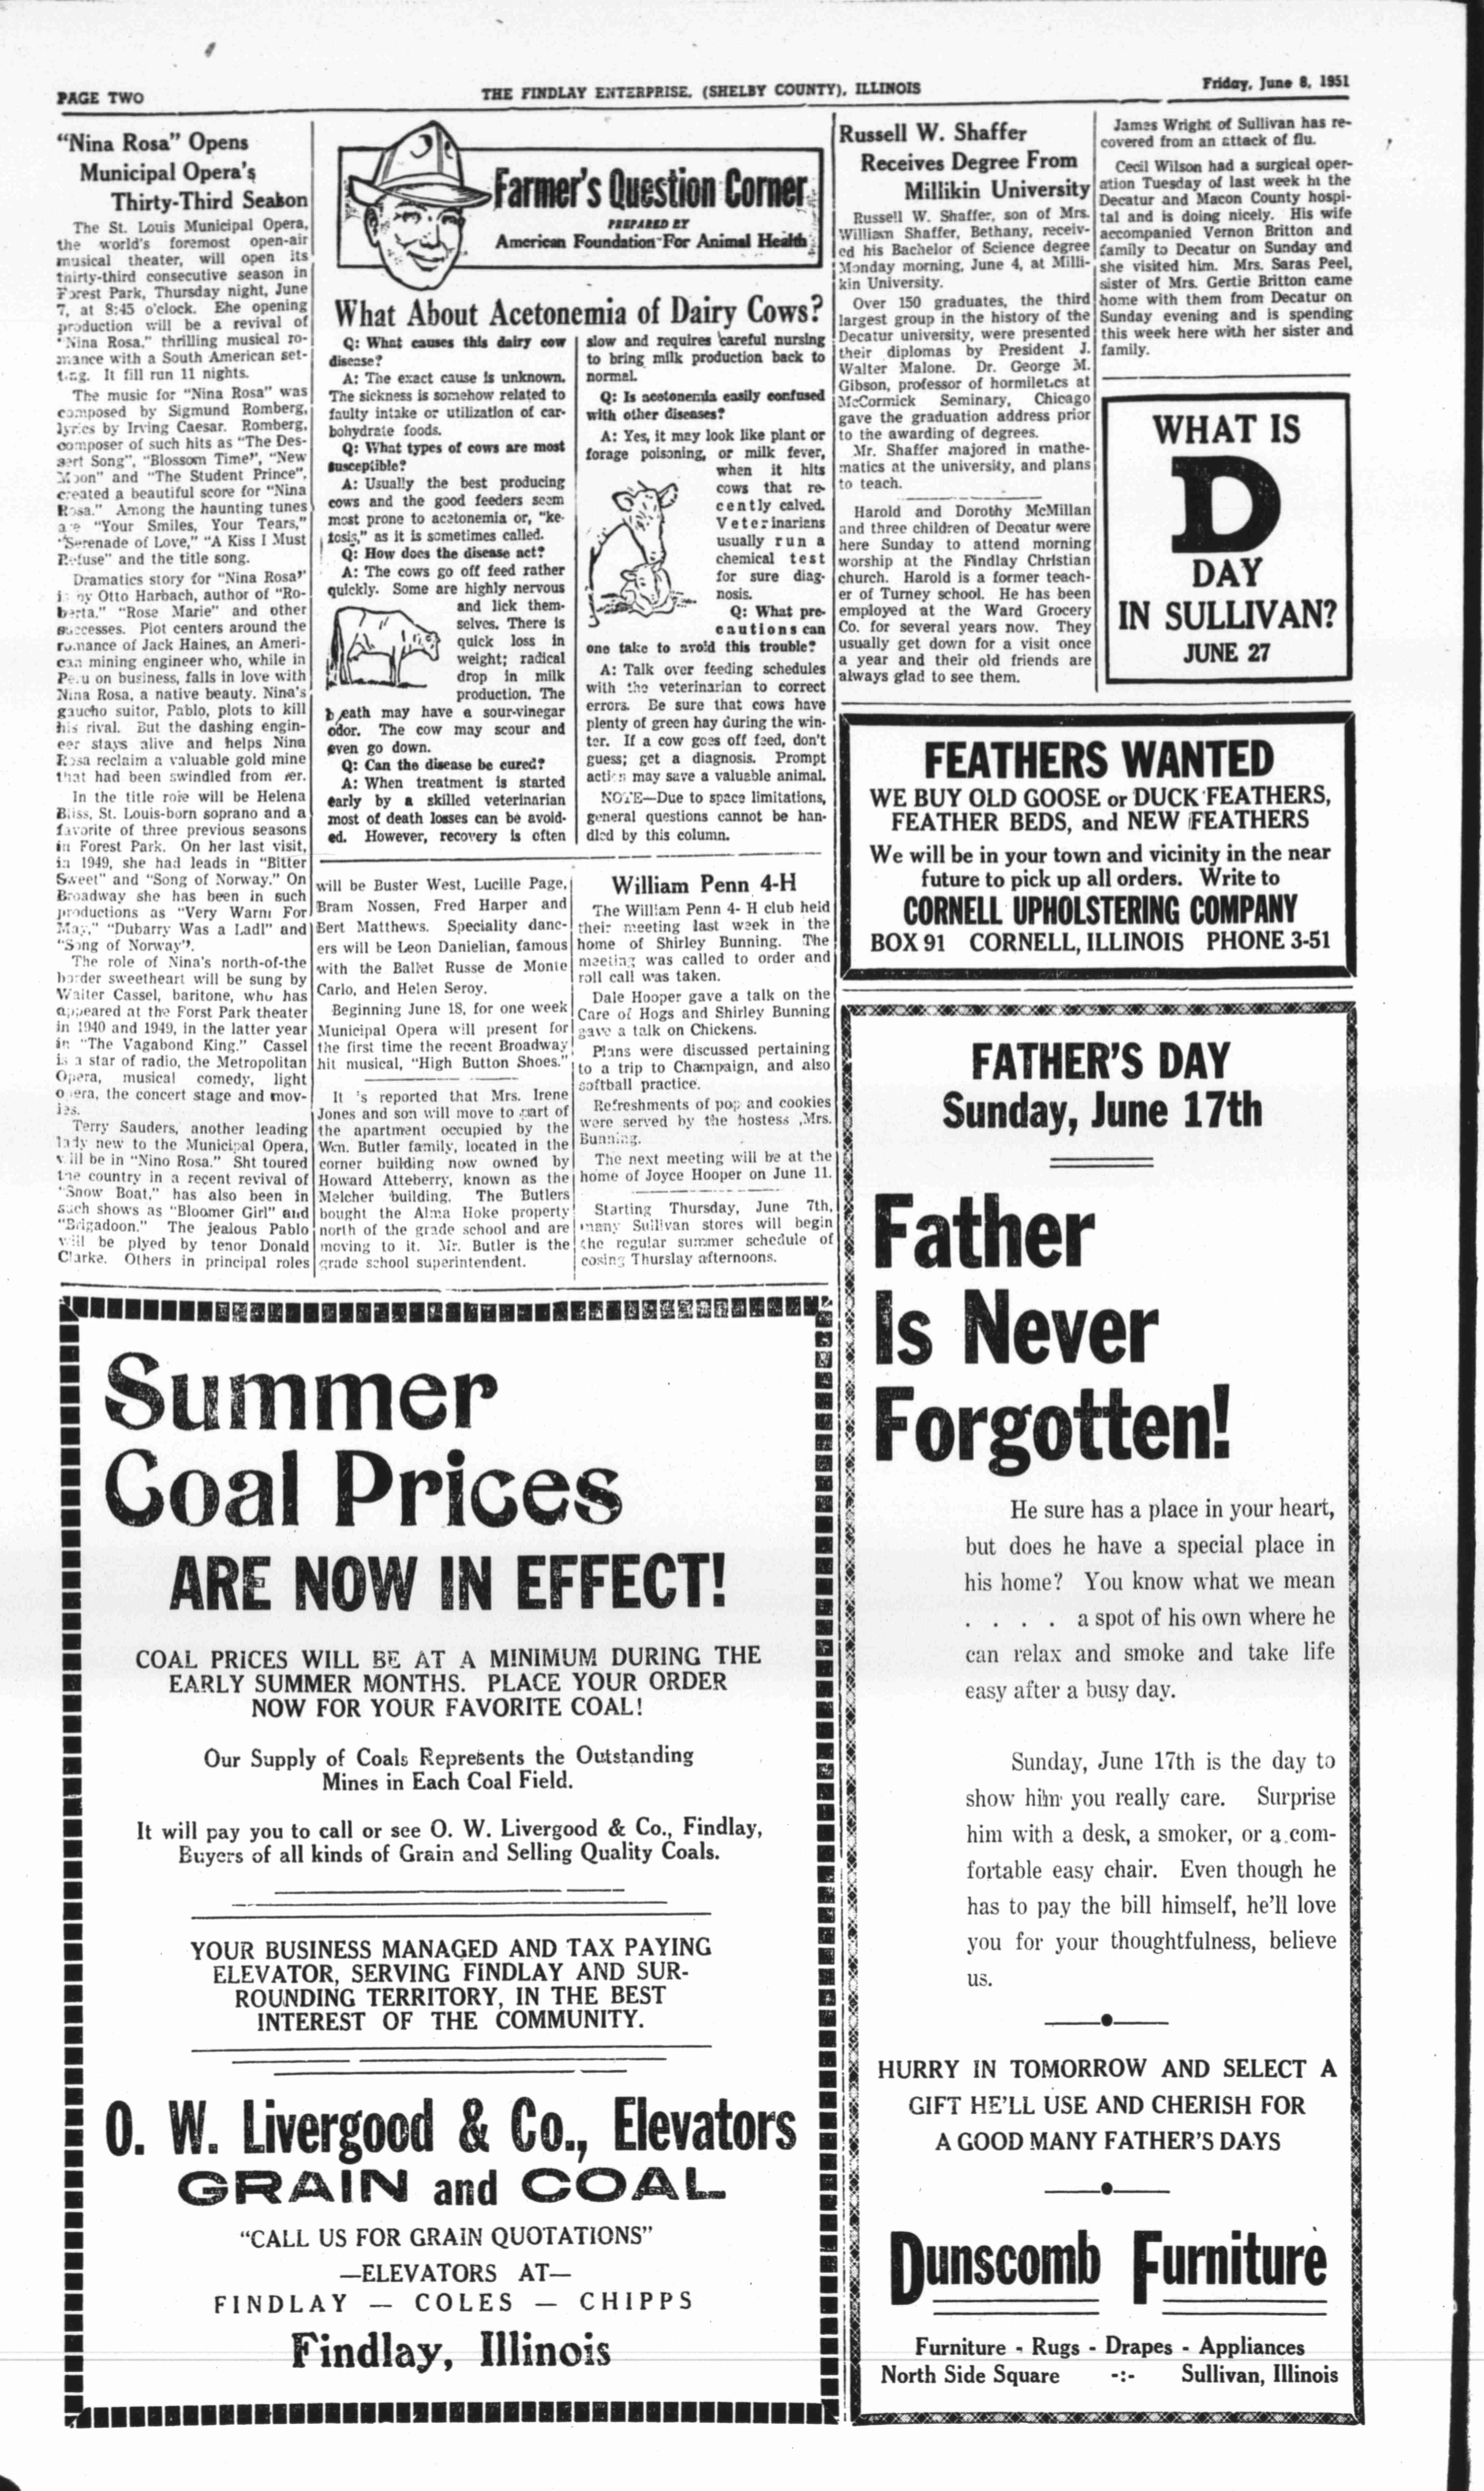 PAGE TWO
THE FINDLAY ENTERPRISE, (SHELBY COUNTY), ILLINOIS
Friday, June 8, 1951
"Nina Rosa" Opens
Municipal Opera's
Thirty-Third Season
The St. Louis Municipal Opera,
the world's foremost open-air
musical theater, will open its
thirty-third consecutive season in
Forest Park, Thursday night, June
7, at 8:45 o'clock. Ehe opening
production will be a revival of
"Nina Rosa," thrilling musical ro-
mance with a South American set-
ting. It fill run 11 nights.
The music for "Nina Rosa" was
composed by Sigmund Romberg,
lyrics by Irving Caesar. Romberg,
composer of such hits as "The Des-
sert Song", "Blossom Time", "New
Moon" and "The Student Prince",
created a beautiful score for "Nina
Rosa." Among the haunting tunes
are "Your Smiles, Your Tears,"
"Serenade of Love," "A Kiss I Must
Refuse" and the title song.
Dramatics story for "Nina Rosa"
is by Otto Harbach, author of "Ro-
berta." "Rose Marie" and other
successes. Plot centers around the
romance of Jack Haines, an Ameri-
can mining engineer who, while in
Peru on business, falls in love with
Nina Rosa, a native beauty. Nina's
gaucho suitor, Pablo, plots to kill
his rival. But the dashing engin-
eer stays alive and helps Nina
Rosa reclaim a valuable gold mine
that had been swindled from er.
In the title role will be Helena
Bliss, St. Louis-born soprano and a
favorite of three previous seasons
in Forest Park. On her last visit,
in 1949, she had leads in "Bitter
Sweet" and "Song of Norway." On
Broadway she has been in such
productions as "Very Warm For
May," "Dubarry Was a Ladl" and
"Song of Norway".
The role of Nina's north-of-the
border sweetheart will be sung by
Walter Cassel, baritone, who has
appeared at the Forst Park theater
in 1940 and 1949, in the latter year
in "The Vagabond King." Cassel
is a star of radio, the Metropolitan
Opera, musical comedy, light
opera, the concert stage and mov-
ies.
Terry Sauders, another leading
lady new to the Municipal Opera,
will be in "Nino Rosa." Sht toured
the country in a recent revival of
"Snow Boat," has also been in
such shows as "Bloomer Girl" and
"Brigadoon." The jealous Pablo
will be plyed by tenor Donald
Clarke. Others in principal roles
Farmer's Question Corner
PREPARED BY
American Foundation For Animal Health
What About Acetonemia of Dairy Cows?
Q: What causes this dairy cow
disease?
A: The exact cause is unknown.
The sickness is somehow related to
faulty intake or utilization of car-
bohydrate foods.
Q: What types of cows are most
susceptible?
A: Usually the best producing
cows and the good feeders seem
most prone to acetonemia or, "ke-
tosis," as it is sometimes called.
Q: How does the disease act?
A: The cows go off feed rather
quickly. Some are highly nervous
and lick them-
selves. There is
quick loss in
weight; radical
drop in milk
production. The
breath may have a sour-vinegar
odor. The cow may scour and
even go down.
Q: Can the disease be cured?
A: When treatment is started
early by a skilled veterinarian
most of death losses can be avoid-
ed. However, recovery is often
slow and requires careful nursing
to bring milk production back to
normal.
Q: Is acetonemia easily confused
with other diseases?
A: Yes, it may look like plant or
forage poisoning, or milk fever,
when it hits
cows that re-
cently calved.
Veterinarians
usually run a
chemical test
for sure diag-
nosis.
Q: What pre-
cautions can
one take to avoid this trouble?
A: Talk over feeding schedules
with the veterinarian to correct
errors. Be sure that cows have
plenty of green hay during the win-
ter. If a cow goes off feed, don't
guess; get a diagnosis. Prompt
action may save a valuable animal.
NOTE—Due to space limitations,
general questions cannot be han-
dled by this column.
will be Buster West, Lucille Page,
Bram Nossen, Fred Harper and
Bert Matthews. Speciality danc-
ers will be Leon Danielian, famous
with the Ballet Russe de Monte
Carlo, and Helen Seroy.
Beginning June 18, for one week
Municipal Opera will present for
the first time the recent Broadway
hit musical, "High Button Shoes."
It 's reported that Mrs. Irene
Jones and son will move to part of
the apartment occupied by the
Wm. Butler family, located in the
corner building now owned by
Howard Atteberry, known as the
Melcher building. The Butlers
bought the Alma Hoke property
north of the grade school and are
moving to it. Mr. Butler is the
grade school superintendent.
William Penn 4-H
The William Penn 4- H club held
their meeting last week in the
home of Shirley Bunning. The
meeting was called to order and
roll call was taken.
Dale Hooper gave a talk on the
Care of Hogs and Shirley Bunning
gave a talk on Chickens.
Plans were discussed pertaining
to a trip to Champaign, and also
softball practice.
Refreshments of pop and cookies
were served by the hostess ,Mrs.
Bunning.
The next meeting will be at the
home of Joyce Hooper on June 11.
Starting Thursday, June 7th,
many Sullivan stores will begin
the regular summer schedule of
cosing Thurslay afternoons.
Russell W. Shaffer
Receives Degree From
Millikin University
Russell W. Shaffer, son of Mrs.
William Shaffer, Bethany, receiv-
ed his Bachelor of Science degree
Monday morning, June 4, at Milli-
kin University.
Over 150 graduates, the third
largest group in the history of the
Decatur university, were presented
their diplomas by President J.
Walter Malone. Dr. George M.
Gibson, professor of hormiletics at
McCormick Seminary, Chicago
gave the graduation address prior
to the awarding of degrees.
Mr. Shaffer majored in mathe-
matics at the university, and plans
to teach.
Harold and Dorothy McMillan
and three children of Decatur were
here Sunday to attend morning
worship at the Findlay Christian
church. Harold is a former teach-
er of Turney school. He has been
employed at the Ward Grocery
Co. for several years now. They
usually get down for a visit once
a year and their old friends are
always glad to see them.
James Wright of Sullivan has re-
covered from an attack of flu.
Cecil Wilson had a surgical oper-
ation Tuesday of last week in the
Decatur and Macon County hospi-
tal and is doing nicely. His wife
accompanied Vernon Britton and
family to Decatur on Sunday and
she visited him. Mrs. Saras Peel,
sister of Mrs. Gertie Britton came
home with them from Decatur on
Sunday evening and is spending
this week here with her sister and
family.
WHAT IS
D
DAY
IN SULLIVAN?
JUNE 27
FEATHERS WANTED
WE BUY OLD GOOSE or DUCK FEATHERS,
FEATHER BEDS, and NEW FEATHERS
We will be in your town and vicinity in the near
future to pick up all orders. Write to
CORNELL UPHOLSTERING COMPANY
BOX 91 CORNELL, ILLINOIS PHONE 3-51
Summer
Coal Prices
ARE NOW IN EFFECT!
COAL PRICES WILL BE AT A MINIMUM DURING THE
EARLY SUMMER MONTHS. PLACE YOUR ORDER
NOW FOR YOUR FAVORITE COAL!
Our Supply of Coals Represents the Outstanding
Mines in Each Coal Field.
It will pay you to call or see O. W. Livergood & Co., Findlay,
Buyers of all kinds of Grain and Selling Quality Coals.
YOUR BUSINESS MANAGED AND TAX PAYING
ELEVATOR, SERVING FINDLAY AND SUR-
ROUNDING TERRITORY, IN THE BEST
INTEREST OF THE COMMUNITY.
O. W. Livergood & Co., Elevators
GRAIN and COAL
"CALL US FOR GRAIN QUOTATIONS"
—ELEVATORS AT—
FINDLAY — COLES — CHIPPS
Findlay, Illinois
FATHER'S DAY
Sunday, June 17th
Father
Is Never
Forgotten!
He sure has a place in your heart,
but does he have a special place in
his home? You know what we mean
. . . . a spot of his own where he
can relax and smoke and take life
easy after a busy day.
Sunday, June 17th is the day to
show him you really care. Surprise
him with a desk, a smoker, or a com-
fortable easy chair. Even though he
has to pay the bill himself, he'll love
you for your thoughtfulness, believe
us.
HURRY IN TOMORROW AND SELECT A
GIFT HE'LL USE AND CHERISH FOR
A GOOD MANY FATHER'S DAYS
Dunscomb Furniture
Furniture - Rugs - Drapes - Appliances
North Side Square -:- Sullivan, Illinois